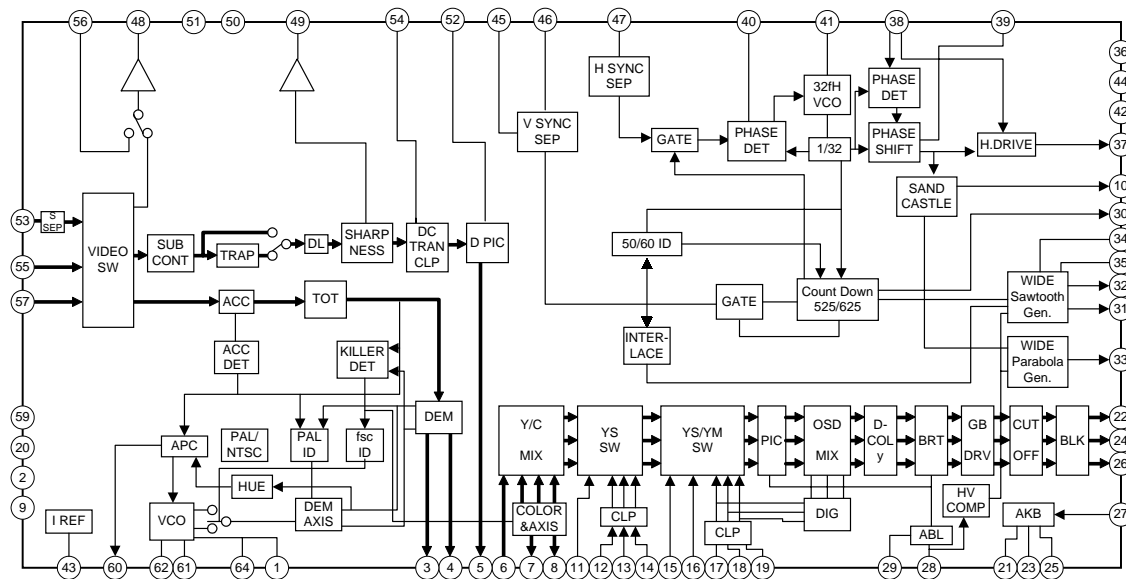 56
48
51
50
49
54
52
45
46
47
40
41
38
39
36
44
42
37
10
30
34
35
32
31
33
22
24
26
27
53
55
57
59
20
2
9
S
SEP
VIDEO
SW
SUB
CONT
TRAP
DL
SHARP
NESS
DC
TRAN
CLP
D PIC
V SYNC
SEP
H SYNC
SEP
GATE
PHASE
DET
32fH
VCO
1/32
PHASE
DET
PHASE
SHIFT
H.DRIVE
SAND
CASTLE
50/60 ID
GATE
Count Down
525/625
INTER-
LACE
WIDE
Sawtooth
Gen.
WIDE
Parabola
Gen.
ACC
TOT
ACC
DET
KILLER
DET
DEM
APC
PAL/
NTSC
PAL
ID
fsc
ID
HUE
VCO
DEM
AXIS
I REF
Y/C
MIX
YS
SW
YS/YM
SW
PIC
OSD
MIX
D-
COL
y
BRT
GB
DRV
CUT
OFF
BLK
COLOR
&AXIS
CLP
CLP
DIG
HV
COMP
ABL
AKB
43
60
62
61
64
1
3
4
5
6
7
8
11
12
13
14
15
16
17
18
19
29
28
21
23
25